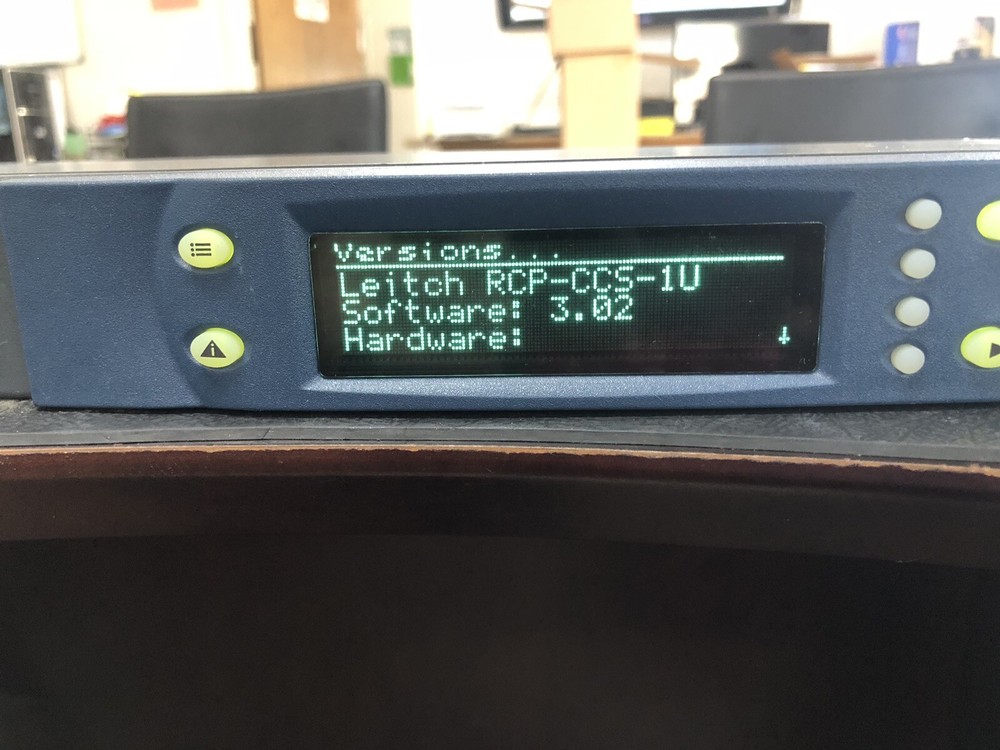 Versions...
Leitch RCP-CCS-1U
Software: 3.02
Hardware: